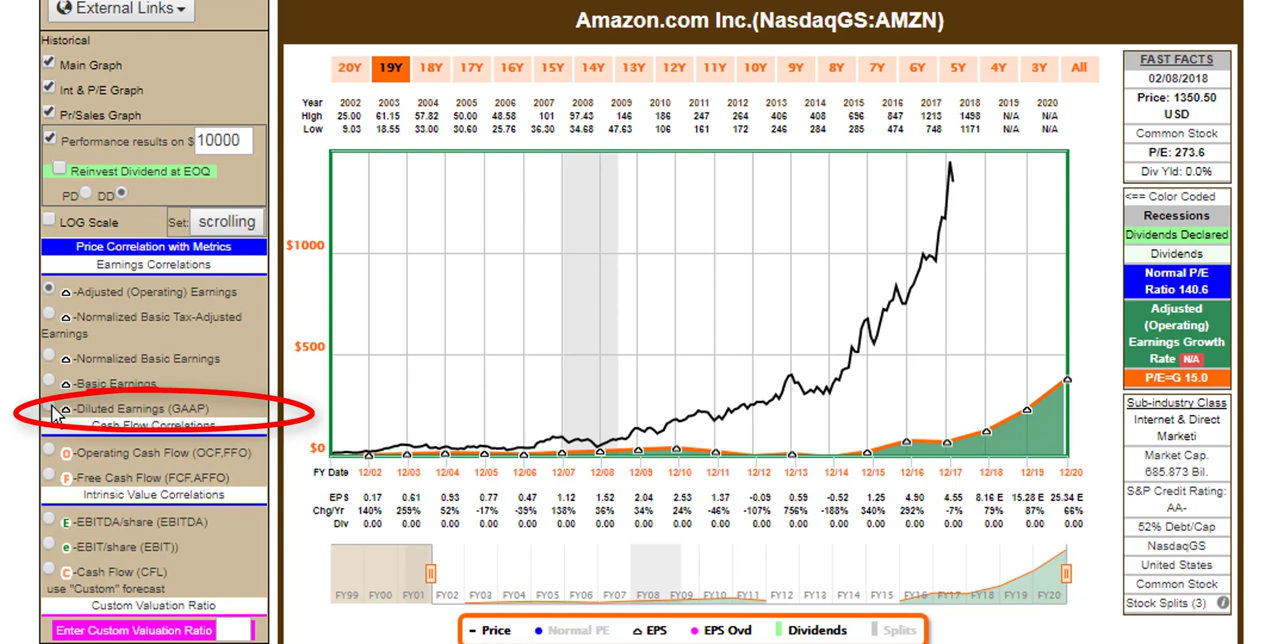 External Links
Historical
Main Graph
Int & P/E Graph
Pr/Sales Graph
Performance results on $ 10000
Reinvest Dividend at EOQ
PD DD
LOG Scale Set: scrolling
Price Correlation with Metrics
Earnings Correlations
-Adjusted (Operating) Earnings
-Normalized Basic Tax-Adjusted
Earnings
-Normalized Basic Earnings
-Basic Earnings
-Diluted Earnings (GAAP)
Cash Flow Correlations
O-Operating Cash Flow (OCF,FFO)
F-Free Cash Flow (FCF,AFFO)
Intrinsic Value Correlations
E-EBITDA/share (EBITDA)
e-EBIT/share (EBIT))
C-Cash Flow (CFL)
use "Custom" forecast
Custom Valuation Ratio
Enter Custom Valuation Ratio
Amazon.com Inc.(NasdaqGS:AMZN)
20Y 19Y 18Y 17Y 16Y 15Y 14Y 13Y 12Y 11Y 10Y 9Y 8Y 7Y 6Y 5Y 4Y 3Y All
Year 2002 2003 2004 2005 2006 2007 2008 2009 2010 2011 2012 2013 2014 2015 2016 2017 2018 2019 2020
High 25.00 61.15 57.82 50.00 48.58 101 97.43 146 186 247 264 406 408 696 847 1213 1498 N/A N/A
Low 9.03 18.55 33.00 30.60 25.76 36.30 34.68 47.63 106 161 172 246 284 285 474 748 1171 N/A N/A
$1000
$500
$0
FY Date 12/02 12/03 12/04 12/05 12/06 12/07 12/08 12/09 12/10 12/11 12/12 12/13 12/14 12/15 12/16 12/17 12/18 12/19 12/20
EPS 0.17 0.61 0.93 0.77 0.47 1.12 1.52 2.04 2.53 1.37 -0.09 0.59 -0.52 1.25 4.90 4.55 8.16 E 15.28 E 25.34 E
Chg/Yr 140% 259% 52% -17% -39% 138% 36% 34% 24% -46% -107% 756% -188% 340% 292% -7% 79% 87% 66%
Div 0.00 0.00 0.00 0.00 0.00 0.00 0.00 0.00 0.00 0.00 0.00 0.00 0.00 0.00 0.00 0.00 0.00 0.00 0.00
FY99 FY00 FY01 FY02 FY03 FY04 FY05 FY06 FY07 FY08 FY09 FY10 FY11 FY12 FY13 FY14 FY15 FY16 FY17 FY18 FY19 FY20
Price Normal PE EPS EPS Ovd Dividends Splits
FAST FACTS
02/08/2018
Price: 1350.50
USD
Common Stock
P/E: 273.6
Div Yld: 0.0%
<== Color Coded
Recessions
Dividends Declared
Dividends
Normal P/E
Ratio 140.6
Adjusted
(Operating)
Earnings Growth
Rate N/A
P/E=G 15.0
Sub-industry Class
Internet & Direct
Marketi
Market Cap.
685.873 Bil.
S&P Credit Rating:
AA-
52% Debt/Cap
NasdaqGS
United States
Common Stock
Stock Splits (3) i